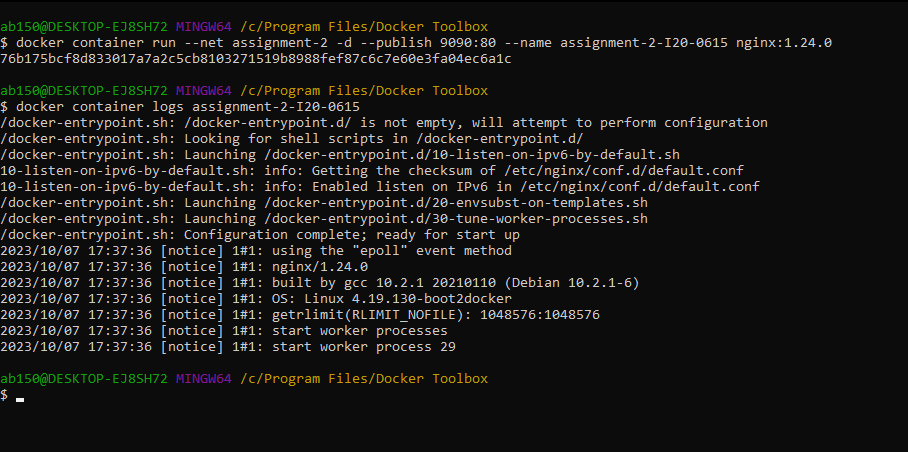 ab150@DESKTOP-EJ8SH72 MINGW64 /c/Program Files/Docker Toolbox
$ docker container run --net assignment-2 -d --publish 9090:80 --name assignment-2-I20-0615 nginx:1.24.0
76b175bcf8d833017a7a2c5cb8103271519b8988fef87c6c7e60e3fa04ec6a1c
ab150@DESKTOP-EJ8SH72 MINGW64 /c/Program Files/Docker Toolbox
$ docker container logs assignment-2-I20-0615
/docker-entrypoint.sh: /docker-entrypoint.d/ is not empty, will attempt to perform configuration
/docker-entrypoint.sh: Looking for shell scripts in /docker-entrypoint.d/
/docker-entrypoint.sh: Launching /docker-entrypoint.d/10-listen-on-ipv6-by-default.sh
10-listen-on-ipv6-by-default.sh: info: Getting the checksum of /etc/nginx/conf.d/default.conf
10-listen-on-ipv6-by-default.sh: info: Enabled listen on IPv6 in /etc/nginx/conf.d/default.conf
/docker-entrypoint.sh: Launching /docker-entrypoint.d/20-envsubst-on-templates.sh
/docker-entrypoint.sh: Launching /docker-entrypoint.d/30-tune-worker-processes.sh
/docker-entrypoint.sh: Configuration complete; ready for start up
2023/10/07 17:37:36 [notice] 1#1: using the "epoll" event method
2023/10/07 17:37:36 [notice] 1#1: nginx/1.24.0
2023/10/07 17:37:36 [notice] 1#1: built by gcc 10.2.1 20210110 (Debian 10.2.1-6)
2023/10/07 17:37:36 [notice] 1#1: OS: Linux 4.19.130-boot2docker
2023/10/07 17:37:36 [notice] 1#1: getrlimit(RLIMIT_NOFILE): 1048576:1048576
2023/10/07 17:37:36 [notice] 1#1: start worker processes
2023/10/07 17:37:36 [notice] 1#1: start worker process 29
ab150@DESKTOP-EJ8SH72 MINGW64 /c/Program Files/Docker Toolbox
$